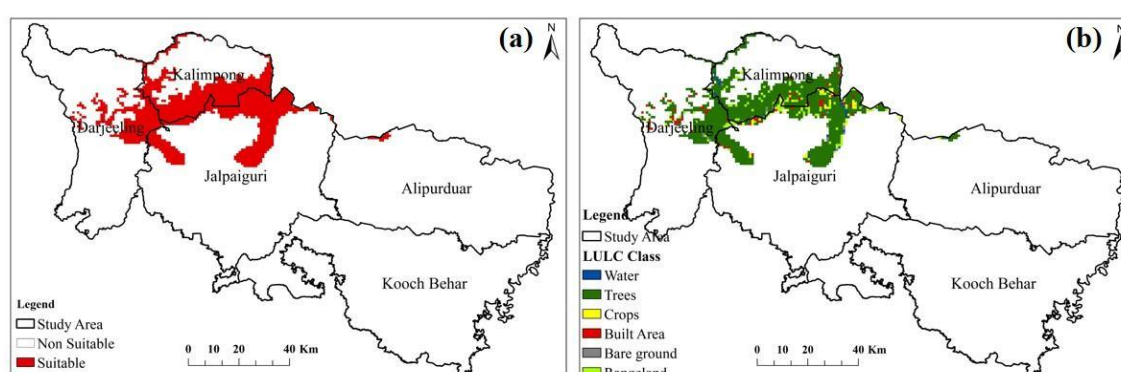 (a)
N
Kalimpong
Darjeeling
Jalpaiguri
Alipurduar
Kooch Behar
Legend
Study Area
Non Suitable
Suitable
0 10 20 40 Km
(b)
N
Kalimpong
Darjeeling
Jalpaiguri
Alipurduar
Kooch Behar
Legend
Study Area
LULC Class
Water
Trees
Crops
Built Area
Bare ground
Rangeland
0 10 20 40 Km